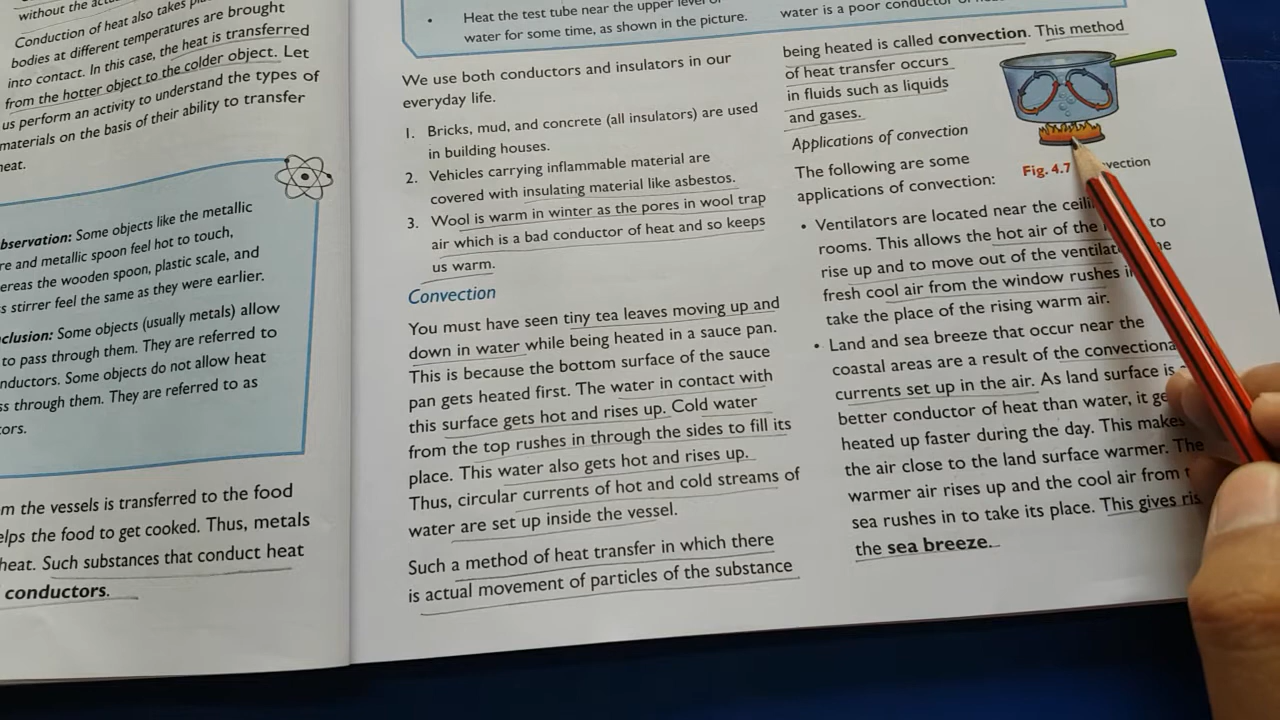 without the
Conduction of heat also takes
bodies at different temperatures are brought
into contact. In this case, the heat is transferred
from the hotter object to the colder object. Let
us perform an activity to understand the types of
materials on the basis of their ability to transfer
heat.
bservation: Some objects like the metallic
re and metallic spoon feel hot to touch,
ereas the wooden spoon, plastic scale, and
s stirrer feel the same as they were earlier.
clusion: Some objects (usually metals) allow
to pass through them. They are referred to
nductors. Some objects do not allow heat
ss through them. They are referred to as
tors.
m the vessels is transferred to the food
elps the food to get cooked. Thus, metals
heat. Such substances that conduct heat
conductors.
• Heat the test tube near the upper level of
water for some time, as shown in the picture.
We use both conductors and insulators in our
everyday life.
1. Bricks, mud, and concrete (all insulators) are used
in building houses.
2. Vehicles carrying inflammable material are
covered with insulating material like asbestos.
3. Wool is warm in winter as the pores in wool trap
air which is a bad conductor of heat and so keeps
us warm.
Convection
You must have seen tiny tea leaves moving up and
down in water while being heated in a sauce pan.
This is because the bottom surface of the sauce
pan gets heated first. The water in contact with
this surface gets hot and rises up. Cold water
from the top rushes in through the sides to fill its
place. This water also gets hot and rises up.
Thus, circular currents of hot and cold streams of
water are set up inside the vessel.
Such a method of heat transfer in which there
is actual movement of particles of the substance
water is a poor conductor of
being heated is called convection. This method
of heat transfer occurs
in fluids such as liquids
and gases.
Applications of convection
The following are some
applications of convection:
Fig. 4.7 vection
• Ventilators are located near the ceili
rooms. This allows the hot air of the to
rise up and to move out of the ventilat
fresh cool air from the window rushes i
take the place of the rising warm air.
• Land and sea breeze that occur near the
coastal areas are a result of the convectiona
currents set up in the air. As land surface is
better conductor of heat than water, it ge
heated up faster during the day. This makes
the air close to the land surface warmer. The
warmer air rises up and the cool air from t
sea rushes in to take its place. This gives ris
the sea breeze.